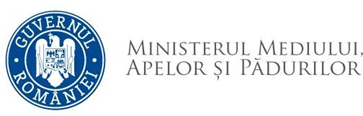 GUVERNUL
ROMÂNIEI
MINISTERUL MEDIULUI,
APELOR ȘI PĂDURILOR